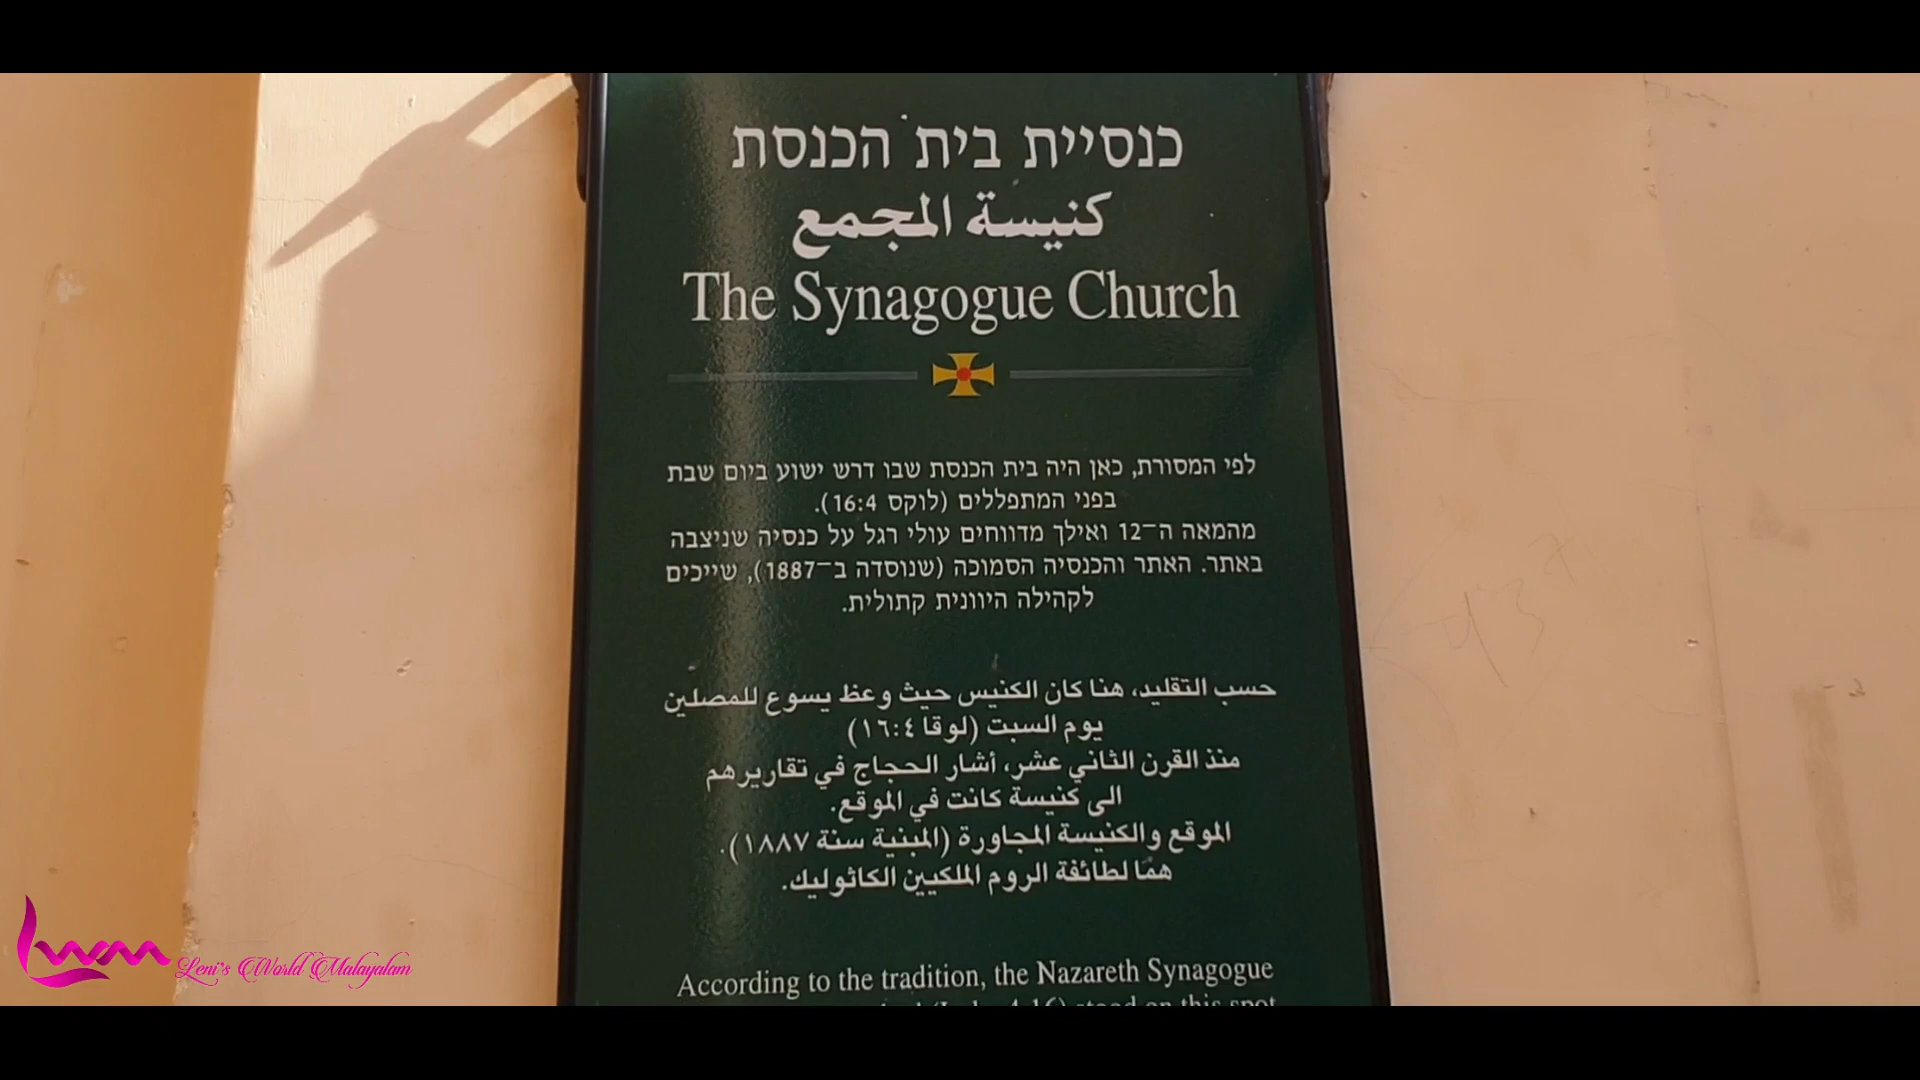 כנסיית בית הכנסת
كنيسة المجمع
The Synagogue Church
לפי המסורת, כאן היה בית הכנסת שבו דרש ישוע ביום שבת
בפני המתפללים (לוקס 16:4).
מהמאה ה-12 ואילך מדווחים עולי רגל על כנסיה שניצבה
באתר. האתר והכנסיה הסמוכה (שנוסדה ב-1887), שייכים
לקהילה היוונית קתולית.
حسب التقليد، هنا كان الكنيس حيث وعظ يسوع للمصلين
يوم السبت (لوقا ١٦:٤)
منذ القرن الثاني عشر، أشار الحجاج في تقاريرهم
الى كنيسة كانت في الموقع.
الموقع والكنيسة المجاورة (المبنية سنة ١٨٨٧).
هما لطائفة الروم الملكيين الكاثوليك.
According to the tradition, the Nazareth Synagogue
stood on this spot
Leni's World Malayalam